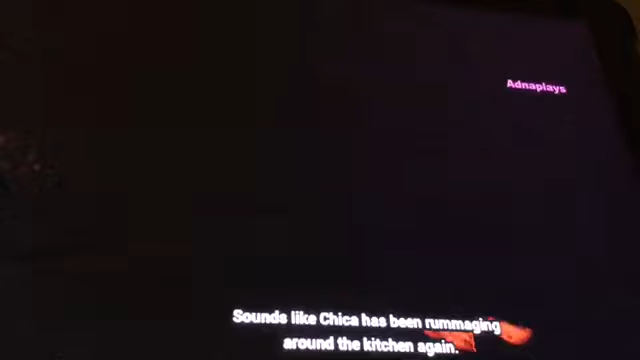 Adnaplays
Sounds like Chica has been rummaging
around the kitchen again.